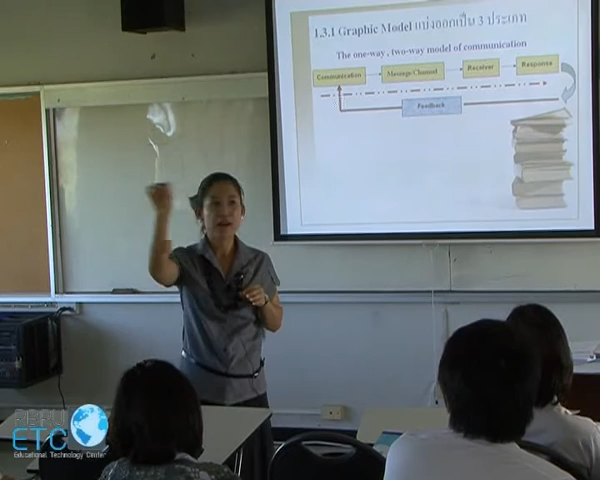 1.3.1 Graphic Model แบ่งออกเป็น 3 ประเภท
The one-way , two-way model of communication
Communication Message/Channel Receiver Response
Feedback
ETC
Educational Technology Center